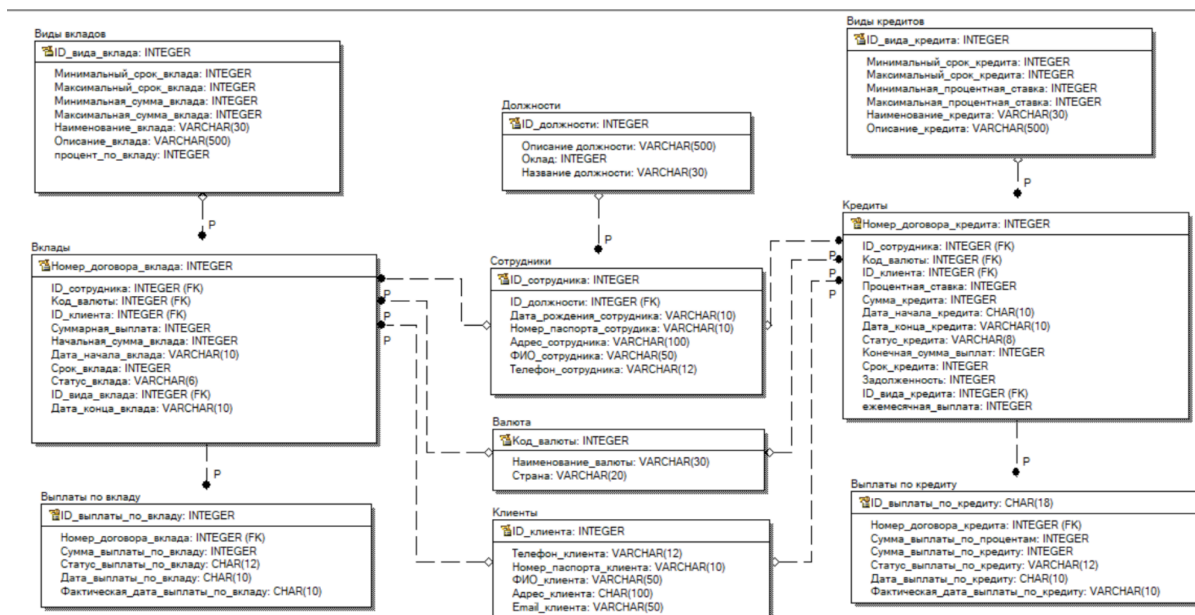 Виды вкладов
ID_вида_вклада: INTEGER
Минимальный_срок_вклада: INTEGER
Максимальный_срок_вклада: INTEGER
Минимальная_сумма_вклада: INTEGER
Максимальная_сумма_вклада: INTEGER
Наименование_вклада: VARCHAR(30)
Описание_вклада: VARCHAR(500)
процент_по_вкладу: INTEGER
P
Вклады
Номер_договора_вклада: INTEGER
ID_сотрудника: INTEGER (FK)
Код_валюты: INTEGER (FK)
ID_клиента: INTEGER (FK)
Суммарная_выплата: INTEGER
Начальная_сумма_вклада: INTEGER
Дата_начала_вклада: VARCHAR(10)
Срок_вклада: INTEGER
Статус_вклада: VARCHAR(6)
ID_вида_вклада: INTEGER (FK)
Дата_конца_вклада: VARCHAR(10)
P
P
P
P
Выплаты по вкладу
ID_выплаты_по_вкладу: INTEGER
Номер_договора_вклада: INTEGER (FK)
Сумма_выплаты_по_вкладу: INTEGER
Статус_выплаты_по_вкладу: CHAR(12)
Дата_выплаты_по_вкладу: CHAR(10)
Фактическая_дата_выплаты_по_вкладу: CHAR(10)
Должности
ID_должности: INTEGER
Описание должности: VARCHAR(500)
Оклад: INTEGER
Название должности: VARCHAR(30)
P
Сотрудники
ID_сотрудника: INTEGER
ID_должности: INTEGER (FK)
Дата_рождения_сотрудника: VARCHAR(10)
Номер_паспорта_сотрудика: VARCHAR(10)
Адрес_сотрудника: VARCHAR(100)
ФИО_сотрудника: VARCHAR(50)
Телефон_сотрудника: VARCHAR(12)
Валюта
Код_валюты: INTEGER
Наименование_валюты: VARCHAR(30)
Страна: VARCHAR(20)
Клиенты
ID_клиента: INTEGER
Телефон_клиента: VARCHAR(12)
Номер_паспорта_клиента: VARCHAR(10)
ФИО_клиента: VARCHAR(50)
Адрес_клиента: CHAR(100)
Email_клиента: VARCHAR(50)
Виды кредитов
ID_вида_кредита: INTEGER
Минимальный_срок_кредита: INTEGER
Максимальный_срок_кредита: INTEGER
Минимальная_процентная_ставка: INTEGER
Максимальная_процентная_ставка: INTEGER
Наименование_кредита: VARCHAR(30)
Описание_кредита: VARCHAR(500)
P
Кредиты
Номер_договора_кредита: INTEGER
ID_сотрудника: INTEGER (FK)
Код_валюты: INTEGER (FK)
ID_клиента: INTEGER (FK)
Процентная_ставка: INTEGER
Сумма_кредита: INTEGER
Дата_начала_кредита: CHAR(10)
Дата_конца_кредита: VARCHAR(10)
Статус_кредита: VARCHAR(8)
Конечная_сумма_выплат: INTEGER
Срок_кредита: INTEGER
Задолженность: INTEGER
ID_вида_кредита: INTEGER (FK)
ежемесячная_выплата: INTEGER
P
P
P
P
Выплаты по кредиту
ID_выплаты_по_кредиту: CHAR(18)
Номер_договора_кредита: INTEGER (FK)
Сумма_выплаты_по_процентам: INTEGER
Сумма_выплаты_по_кредиту: INTEGER
Статус_выплаты_по_кредиту: VARCHAR(12)
Дата_выплаты_по_кредиту: CHAR(10)
Фактическая_дата_выплаты_по_кредиту: VARCHAR(10)